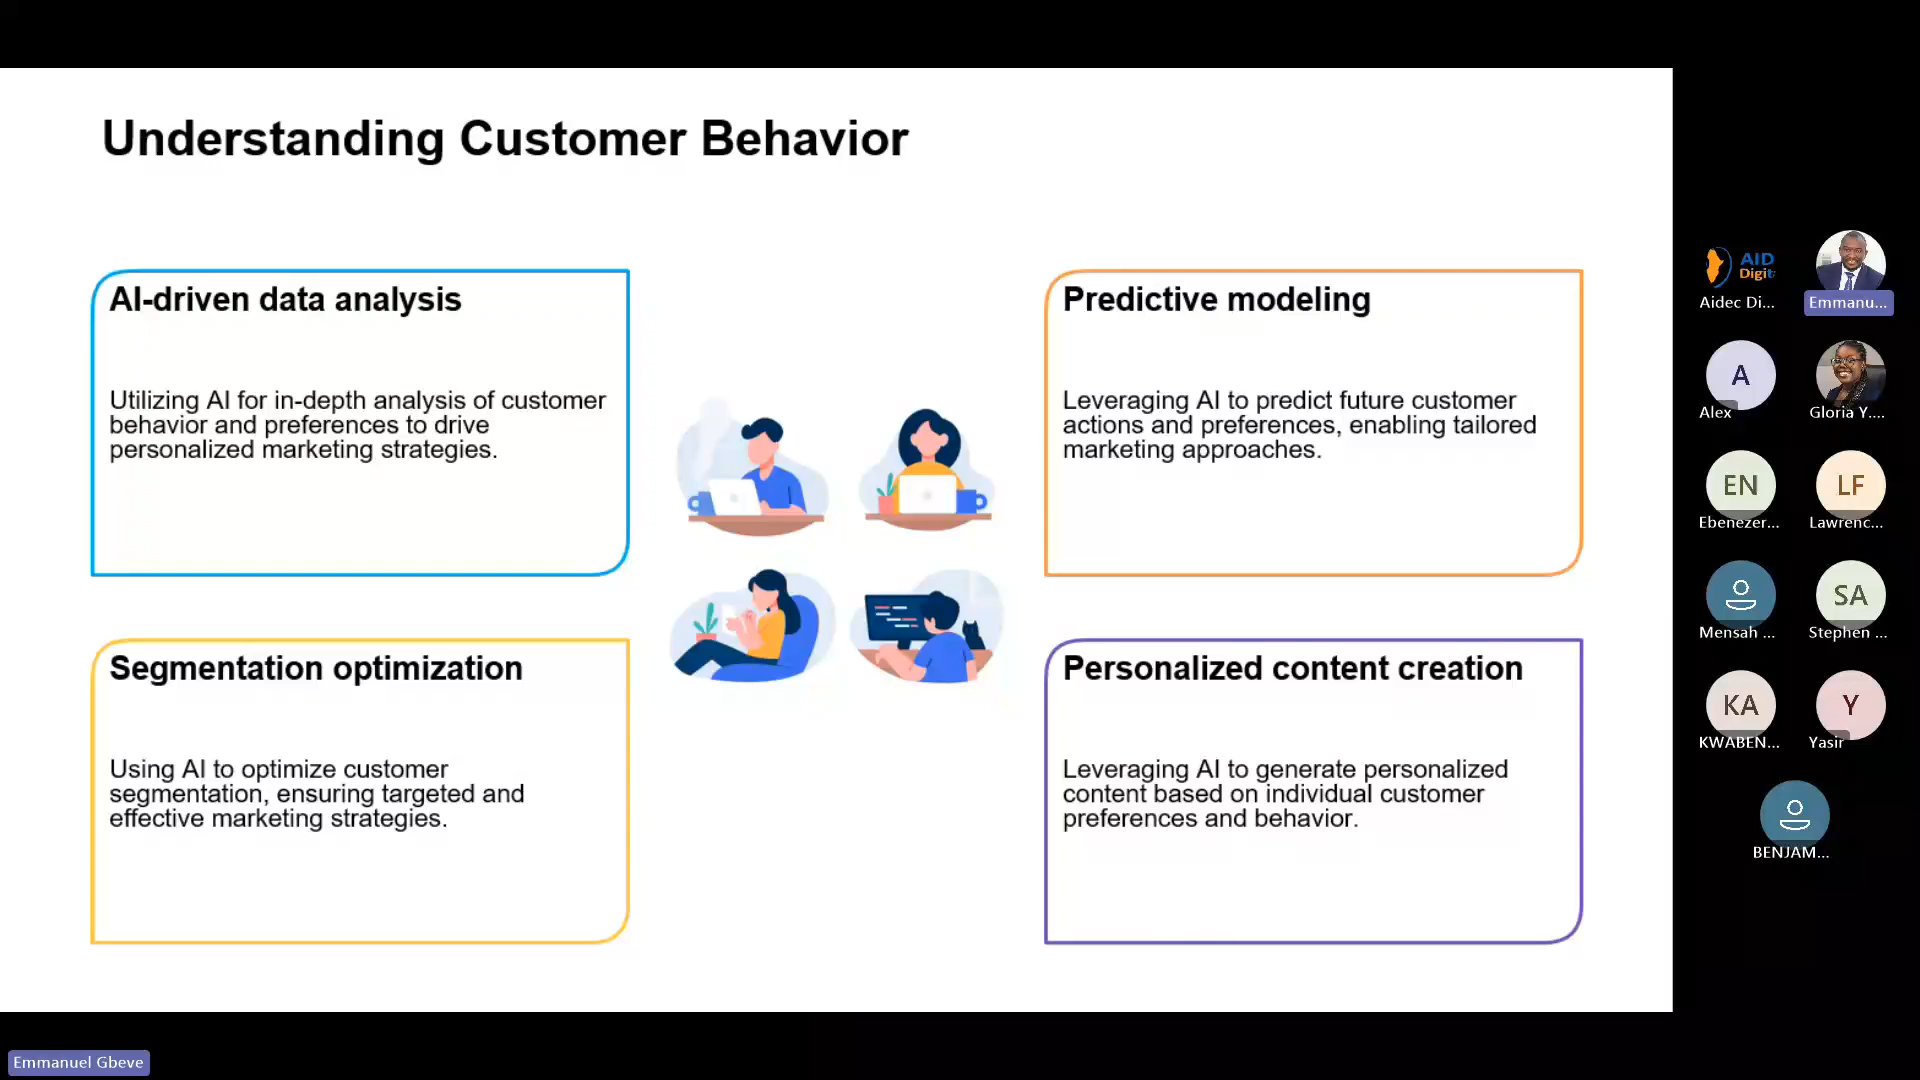 Understanding Customer Behavior
AI-driven data analysis
Utilizing AI for in-depth analysis of customer
behavior and preferences to drive
personalized marketing strategies.
Predictive modeling
Leveraging AI to predict future customer
actions and preferences, enabling tailored
marketing approaches.
Segmentation optimization
Using AI to optimize customer
segmentation, ensuring targeted and
effective marketing strategies.
Personalized content creation
Leveraging AI to generate personalized
content based on individual customer
preferences and behavior.
AID
Digit
Aidec Di...
Emmanu...
A
Alex
Gloria Y....
EN
Ebenezer...
LF
Lawrenc...
Mensah ...
SA
Stephen ...
KA
KWABEN...
Y
Yasir
BENJAM...
Emmanuel Gbeve